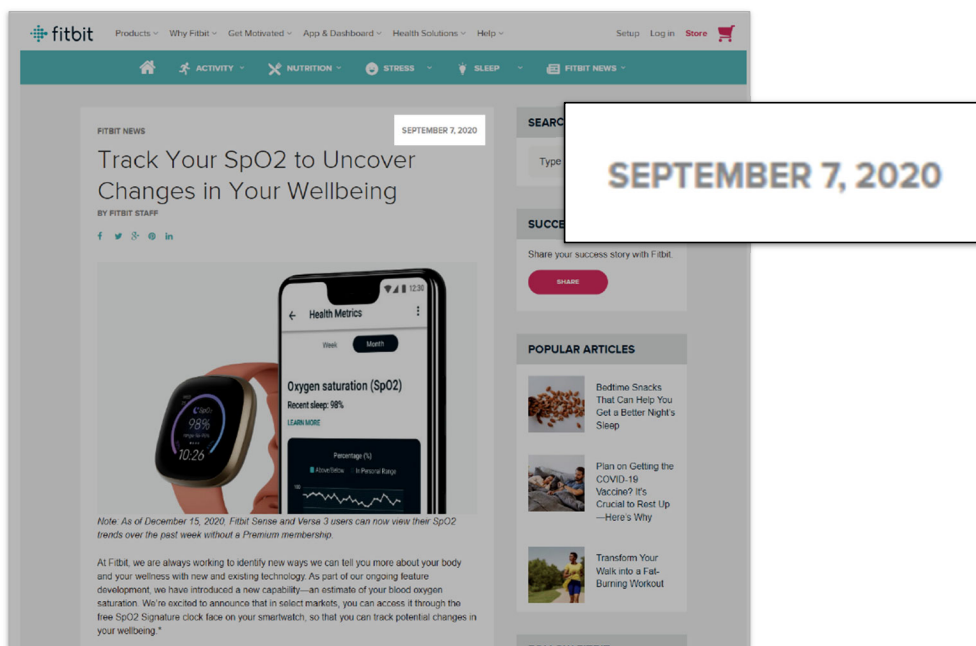 fitbit
Products Why Fitbit Get Motivated App & Dashboard Health Solutions Help Setup Log in Store
ACTIVITY NUTRITION STRESS SLEEP FITBIT NEWS
FITBIT NEWS
SEPTEMBER 7, 2020
Track Your SpO2 to Uncover
Changes in Your Wellbeing
BY FITBIT STAFF
12:30
Health Metrics
Week Month
Oxygen saturation (SpO2)
Recent sleep: 98%
LEARN MORE
Percentage (%)
Above/Below In Personal Range
100
SpO2
98%
10:26
Note: As of December 15, 2020, Fitbit Sense and Versa 3 users can now view their SpO2
trends over the past week without a Premium membership.
At Fitbit, we are always working to identify new ways we can tell you more about your body
and your wellness with new and existing technology. As part of our ongoing feature
development, we have introduced a new capability—an estimate of your blood oxygen
saturation. We're excited to announce that in select markets, you can access it through the
free SpO2 Signature clock face on your smartwatch, so that you can track potential changes in
your wellbeing.*
SEARC
Type
SEPTEMBER 7, 2020
SUCCE
Share your success story with Fitbit.
SHARE
POPULAR ARTICLES
Bedtime Snacks
That Can Help You
Get a Better Night's
Sleep
Plan on Getting the
COVID-19
Vaccine? It's
Crucial to Rest Up
—Here's Why
Transform Your
Walk into a Fat-
Burning Workout